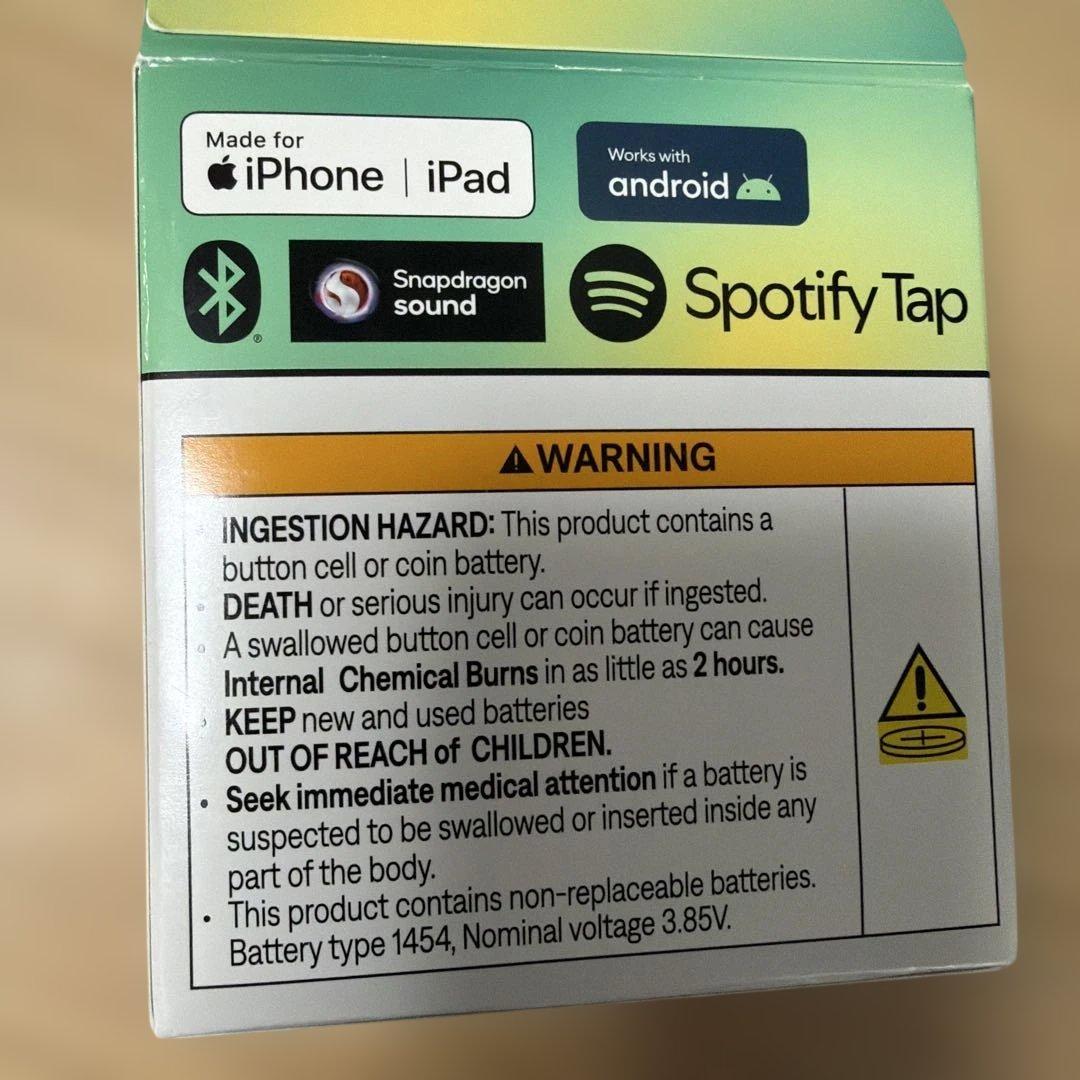 Made for
iPhone | iPad
Works with
android
Snapdragon
sound
®
Spotify Tap
WARNING
INGESTION HAZARD: This product contains a
button cell or coin battery.
DEATH or serious injury can occur if ingested.
A swallowed button cell or coin battery can cause
Internal Chemical Burns in as little as 2 hours.
KEEP new and used batteries
OUT OF REACH of CHILDREN.
• Seek immediate medical attention if a battery is
suspected to be swallowed or inserted inside any
part of the body.
• This product contains non-replaceable batteries.
Battery type 1454, Nominal voltage 3.85V.